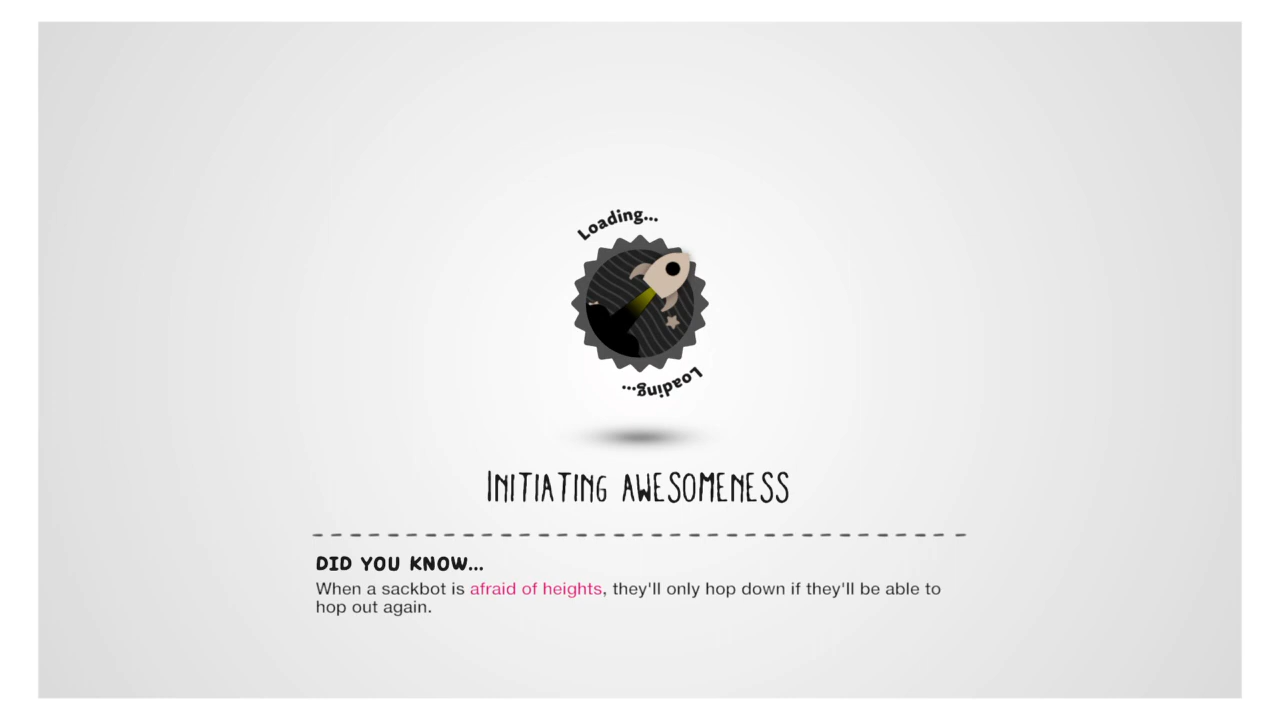 Loading...
Loading...
INITIATING AWESOMENESS
DID YOU KNOW...
When a sackbot is afraid of heights, they'll only hop down if they'll be able to
hop out again.